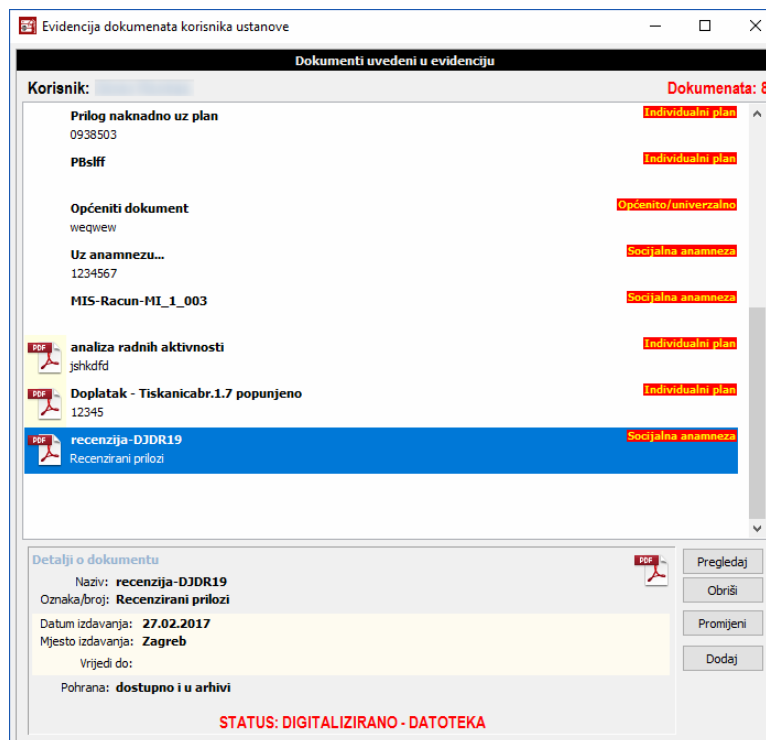 Evidencija dokumenata korisnika ustanove
Dokumenti uvedeni u evidenciju
Korisnik: Dokumenata: 8
Prilog naknadno uz plan Individualni plan
0938503
PBslff Individualni plan
Općeniti dokument Općenito/univerzalno
weqwew
Uz anamnezu... Socijalna anamneza
1234567
MIS-Racun-MI_1_003 Socijalna anamneza
PDF analiza radnih aktivnosti Individualni plan
jshkdfd
PDF Doplatak - Tiskanicabr.1.7 popunjeno Individualni plan
12345
PDF recenzija-DJDR19 Socijalna anamneza
Recenzirani prilozi
Detalji o dokumentu PDF Pregledaj
Naziv: recenzija-DJDR19
Oznaka/broj: Recenzirani prilozi Obriši
Datum izdavanja: 27.02.2017 Promijeni
Mjesto izdavanja: Zagreb
Vrijedi do: Dodaj
Pohrana: dostupno i u arhivi
STATUS: DIGITALIZIRANO - DATOTEKA